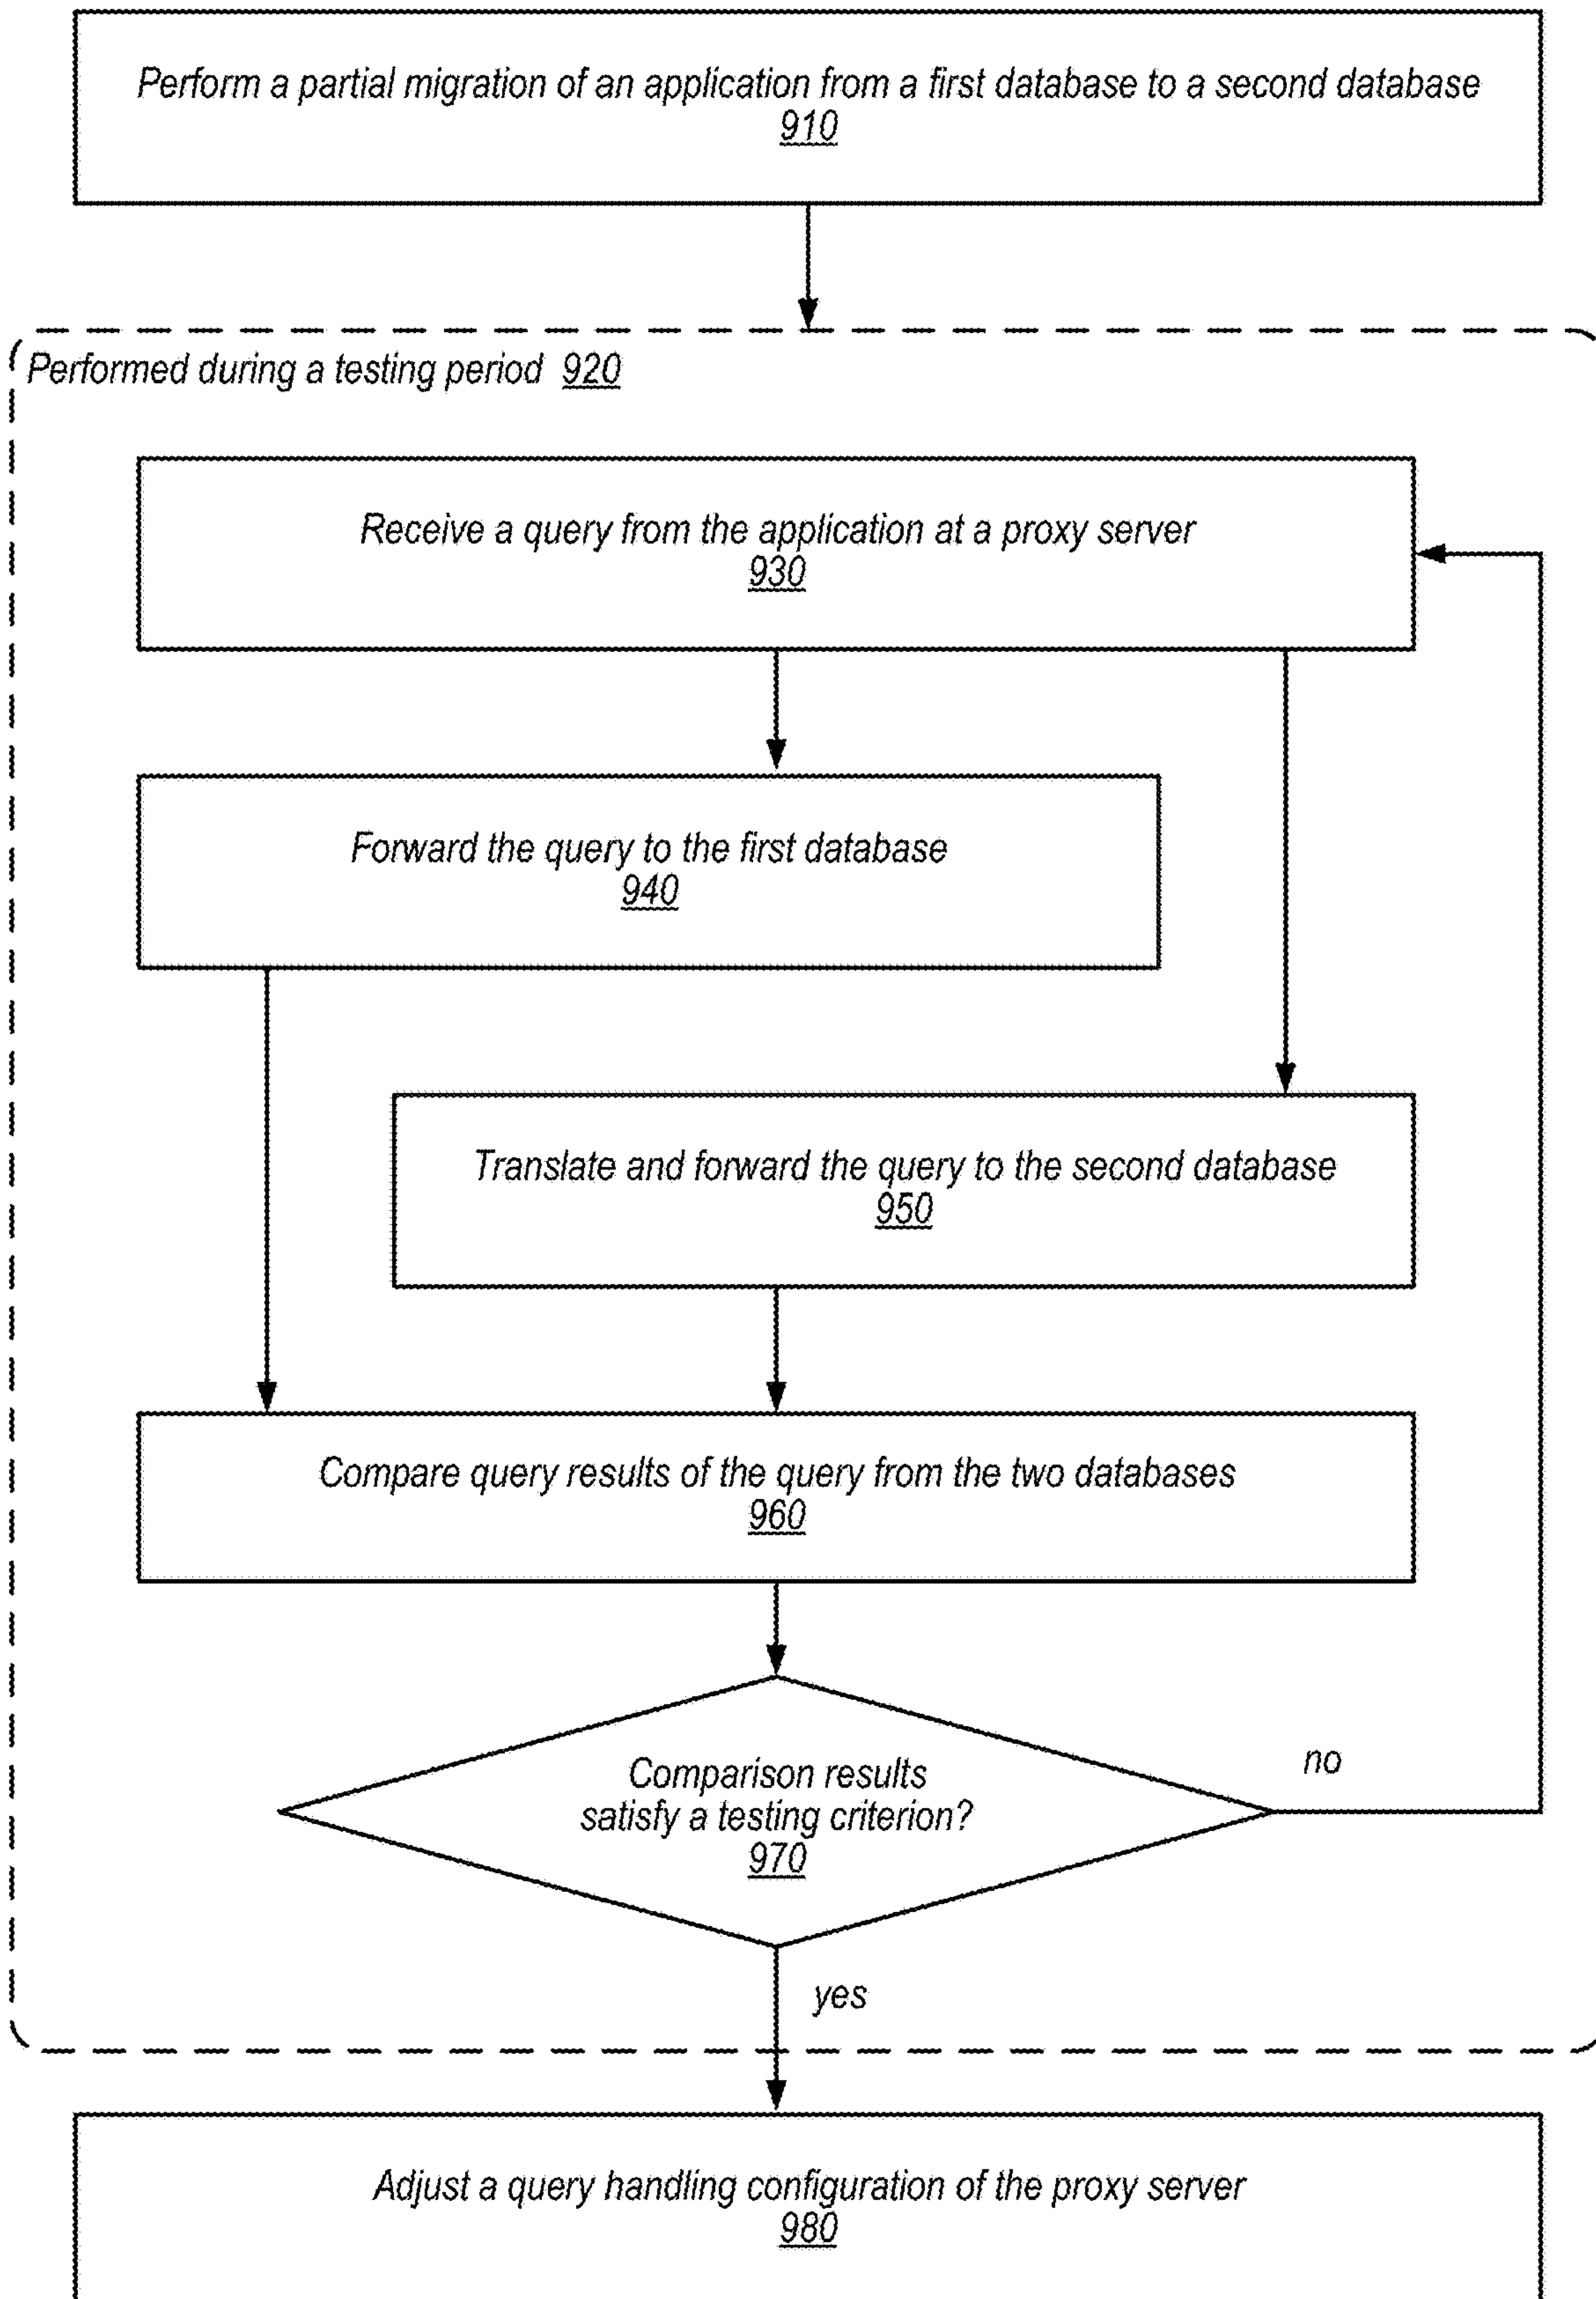 Perform a partial migration of an application from a first database to a second database
910
Performed during a testing period 920
Receive a query from the application at a proxy server
930
Forward the query to the first database
940
Translate and forward the query to the second database
950
Compare query results of the query from the two databases
960
Comparison results
satisfy a testing criterion?
970
no
yes
Adjust a query handling configuration of the proxy server
980